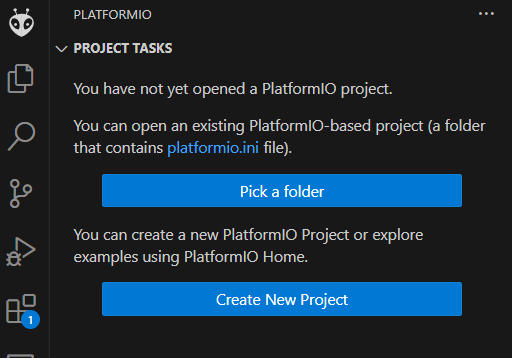 PLATFORMIO
PROJECT TASKS
You have not yet opened a PlatformIO project.
You can open an existing PlatformIO-based project (a folder
that contains platformio.ini file).
Pick a folder
You can create a new PlatformIO Project or explore
examples using PlatformIO Home.
Create New Project
1